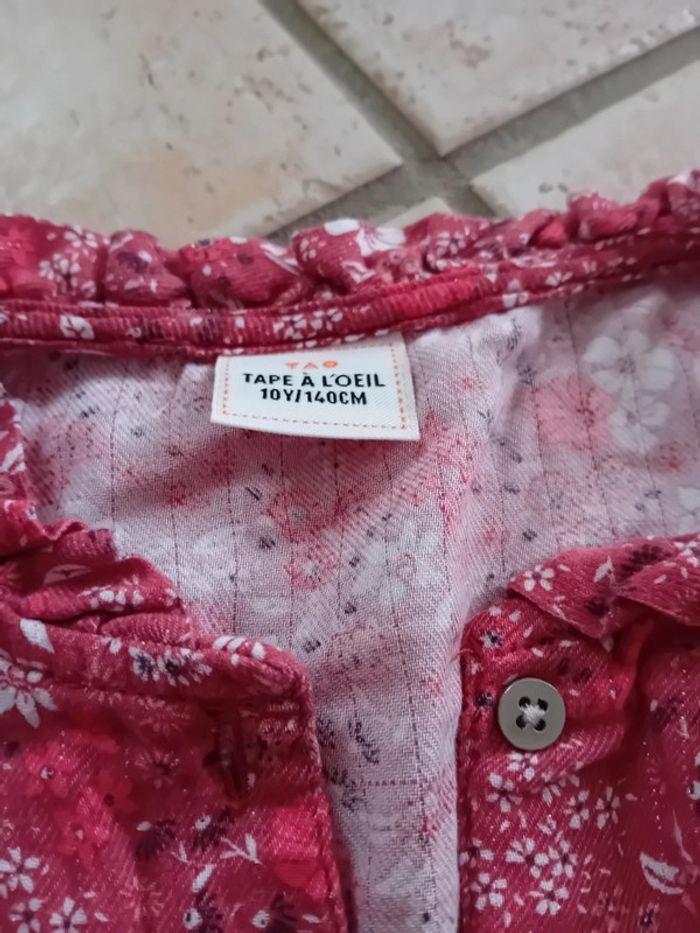 TAO
TAPE À L'OEIL
10Y/140CM